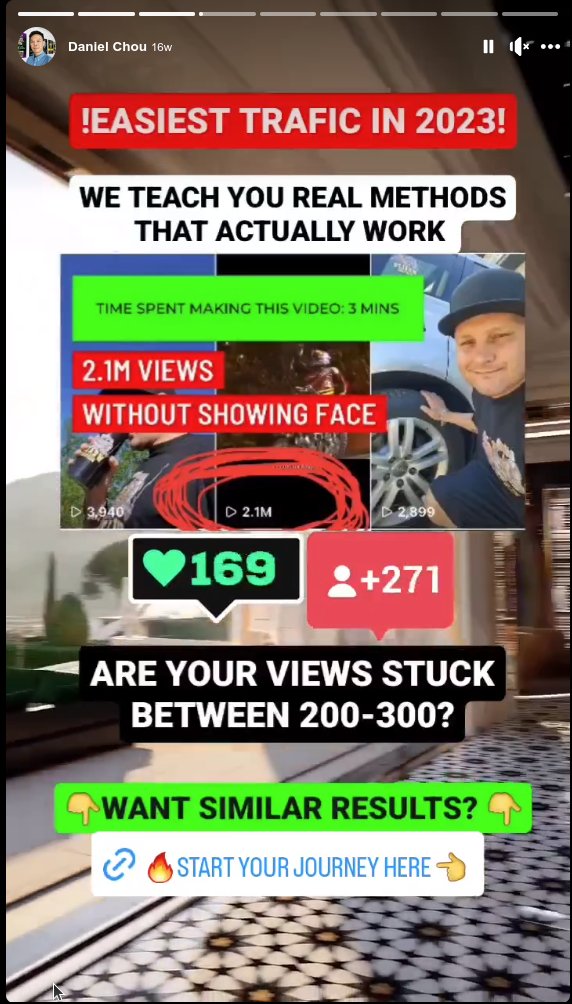 Daniel Chou 16w
!EASIEST TRAFIC IN 2023!
WE TEACH YOU REAL METHODS
THAT ACTUALLY WORK
TIME SPENT MAKING THIS VIDEO: 3 MINS
2.1M VIEWS
WITHOUT SHOWING FACE
3,940
2.1M
2,899
169
+271
ARE YOUR VIEWS STUCK
BETWEEN 200-300?
👇WANT SIMILAR RESULTS? 👇
🔥START YOUR JOURNEY HERE👈